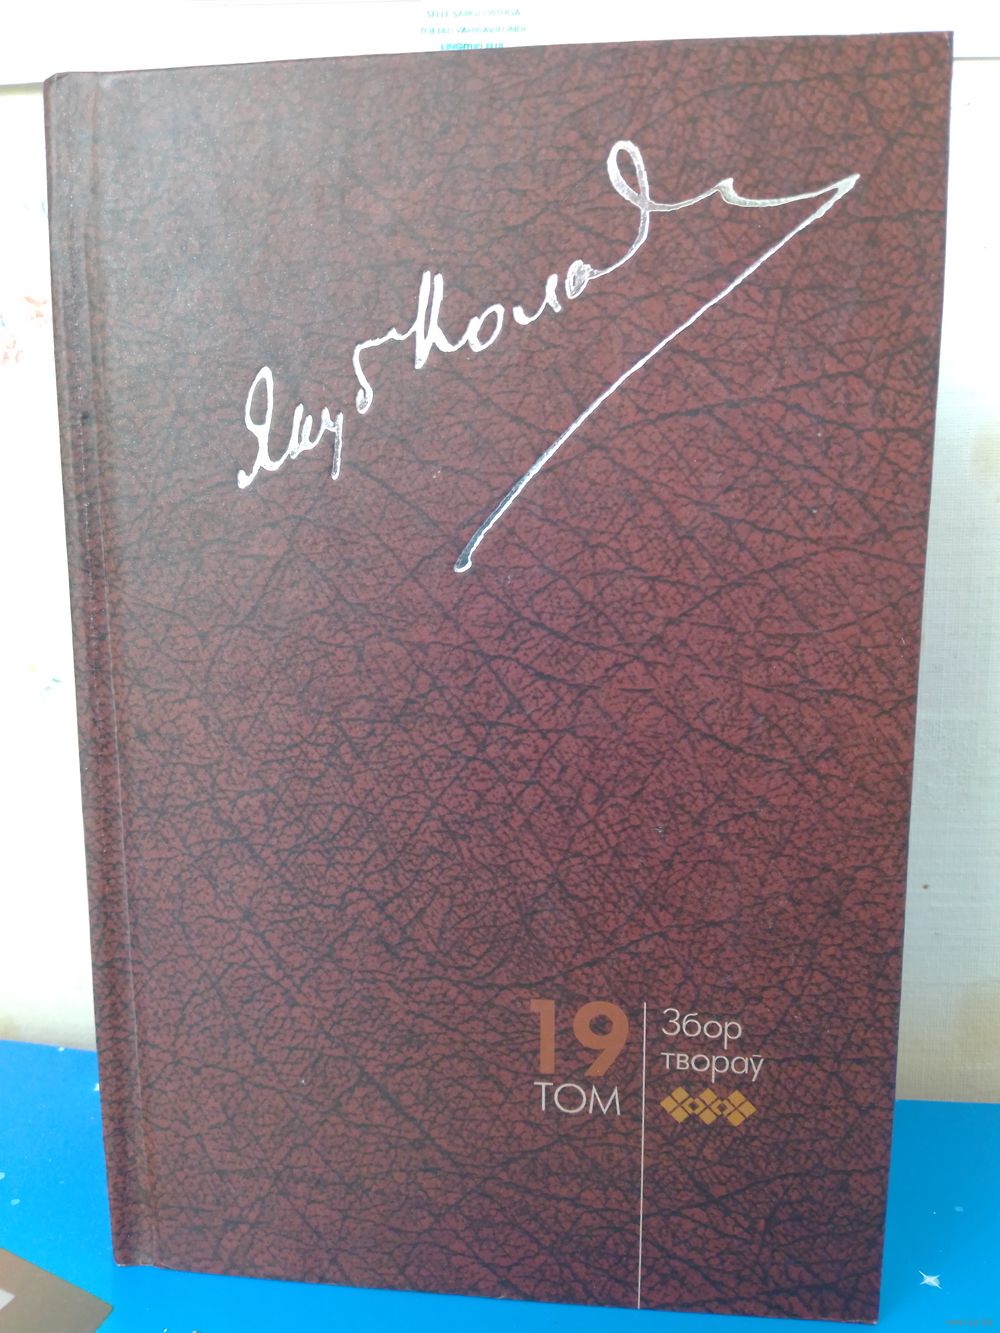 Якуб Колас
19
ТОМ
Збор
твораў